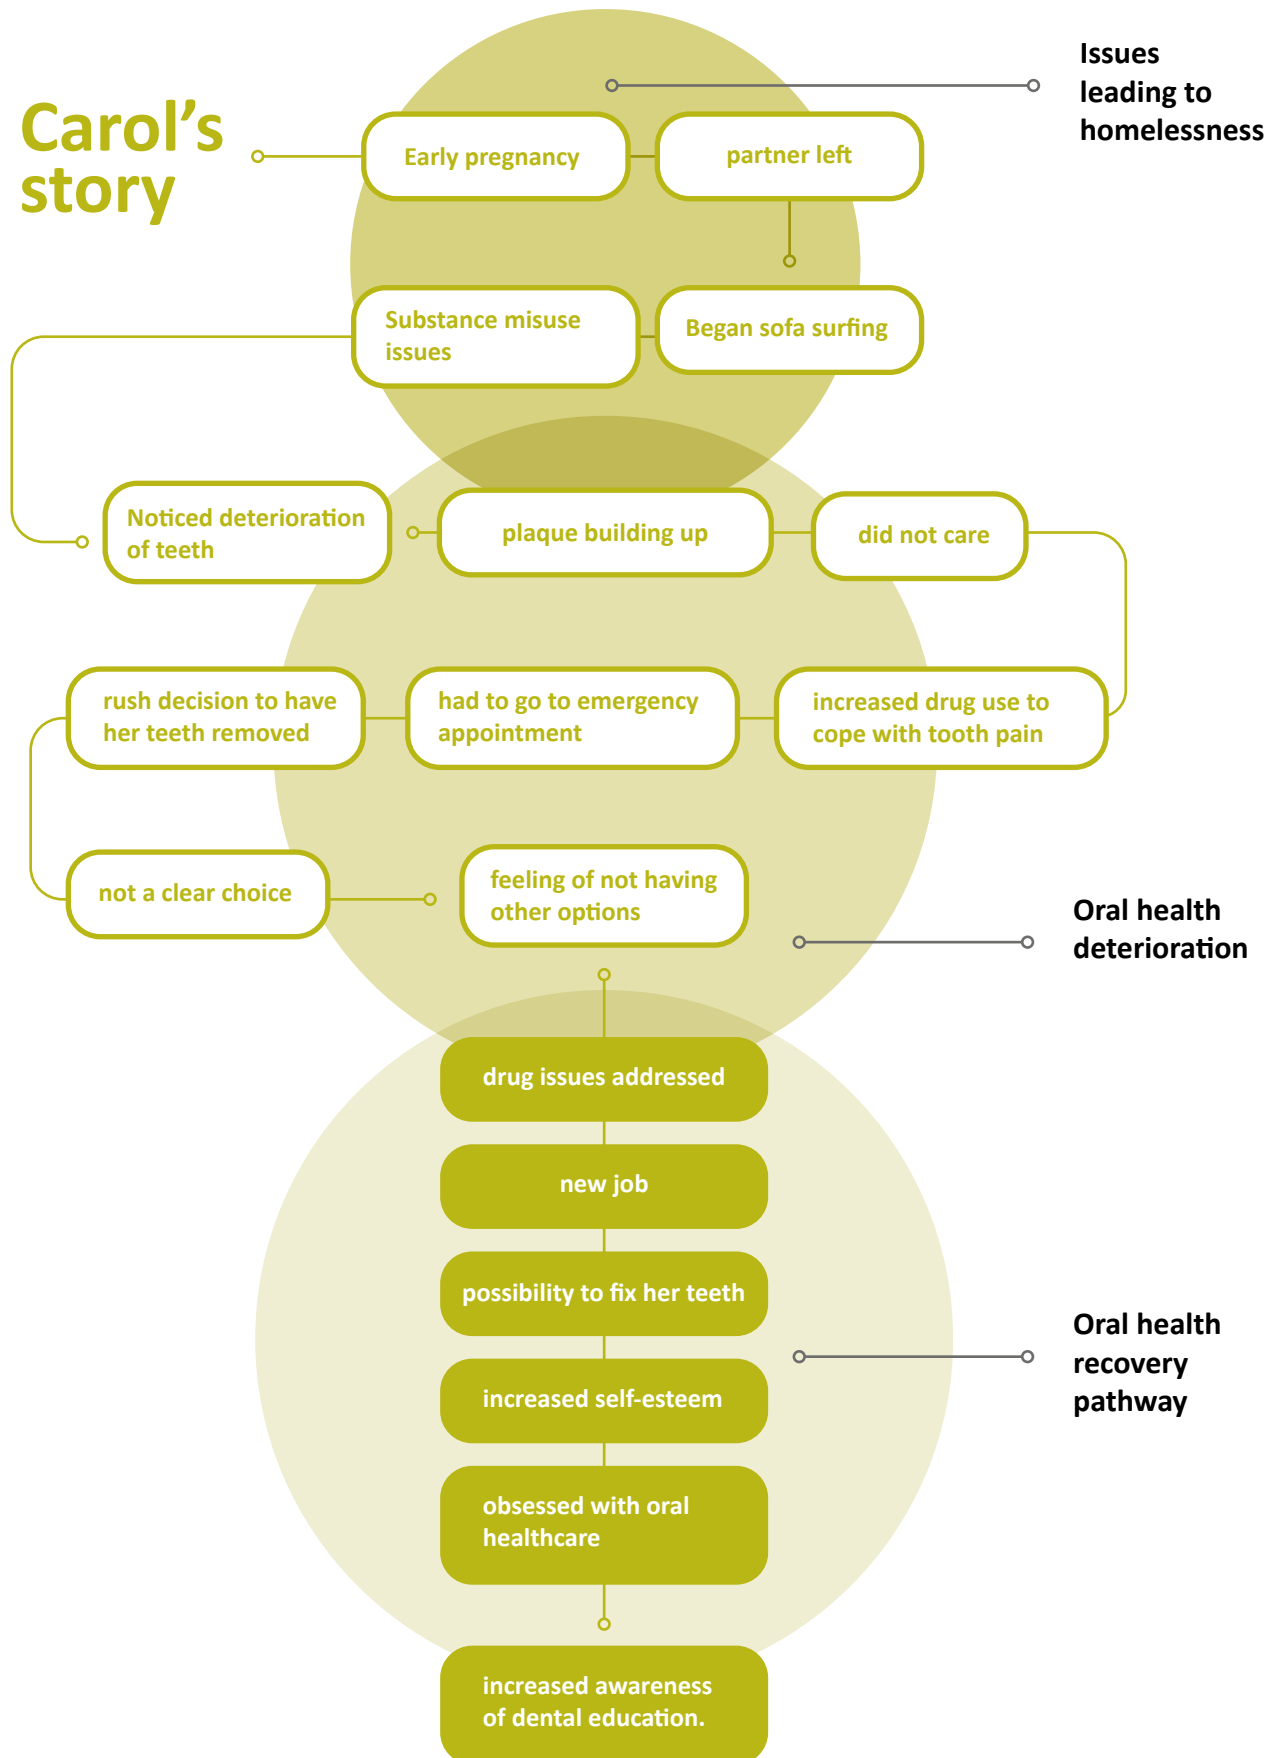 Carol’s
story
Issues
leading to
homelessness
Early pregnancy
partner left
Began sofa surfing
Substance misuse
issues
Noticed deterioration
of teeth
plaque building up
did not care
increased drug use to
cope with tooth pain
had to go to emergency
appointment
rush decision to have
her teeth removed
not a clear choice
feeling of not having
other options
Oral health
deterioration
drug issues addressed
new job
possibility to fix her teeth
increased self-esteem
Oral health
recovery
pathway
obsessed with oral
healthcare
increased awareness
of dental education.